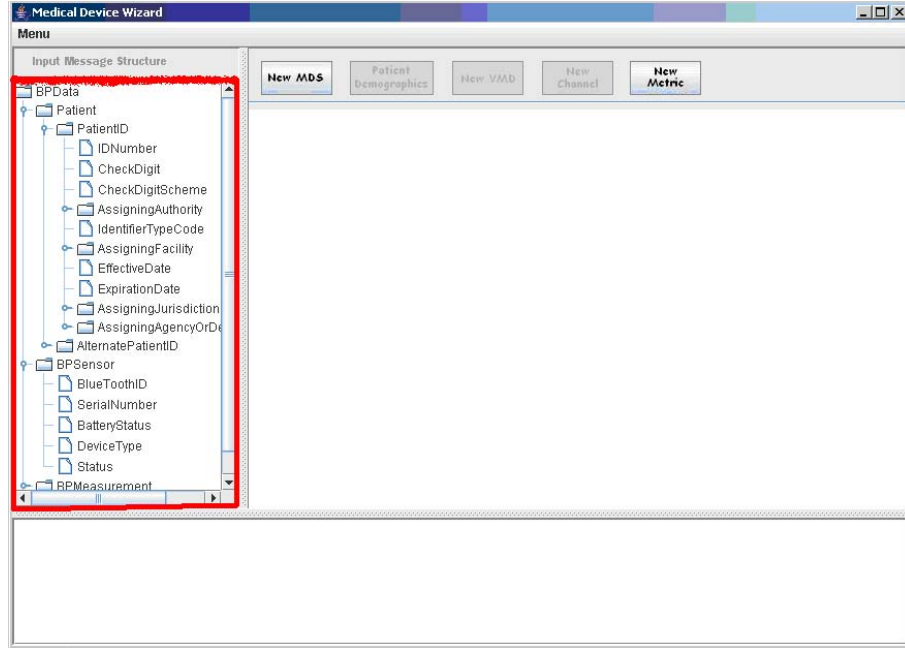 Medical Device Wizard
Menu
Input Message Structure
New MDS
Patient
Demographics
New VMD
New
Channel
New
Metric
BPData
Patient
PatientID
IDNumber
CheckDigit
CheckDigitScheme
AssigningAuthority
IdentifierTypeCode
AssigningFacility
EffectiveDate
ExpirationDate
AssigningJurisdiction
AssigningAgencyOrDe
AlternatePatientID
BPSensor
BlueToothID
SerialNumber
BatteryStatus
DeviceType
Status
BPMeasurement